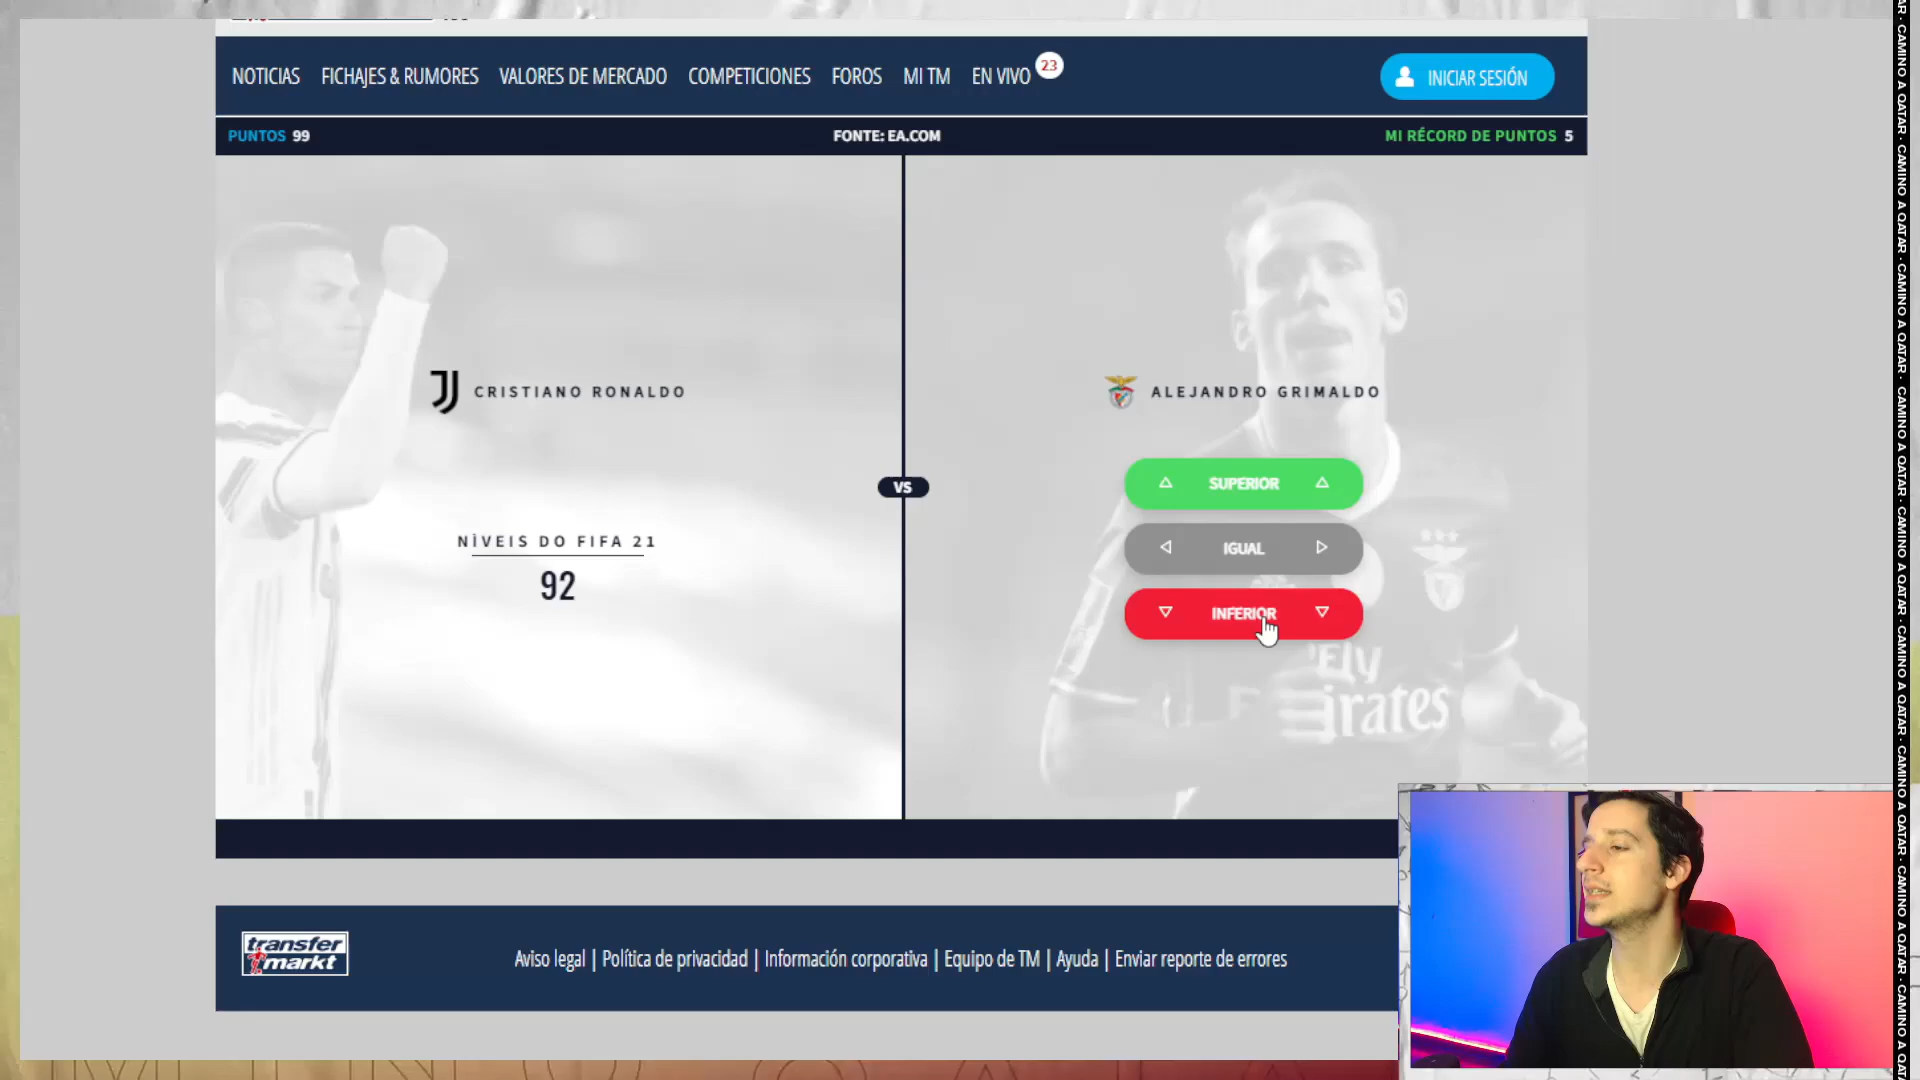 NOTICIAS FICHAJES & RUMORES VALORES DE MERCADO COMPETICIONES FOROS MI TM EN VIVO 23 INICIAR SESIÓN
PUNTOS 99 FONTE: EA.COM MI RÉCORD DE PUNTOS 5
CRISTIANO RONALDO
ALEJANDRO GRIMALDO
VS
SUPERIOR
NÌVEIS DO FIFA 21
IGUAL
92
INFERIOR
Fly
Emirates
transfer
markt
Aviso legal | Política de privacidad | Información corporativa | Equipo de TM | Ayuda | Enviar reporte de errores
CAMINO A QATAR · CAMINO A QATAR · CAMINO A QATAR · CAMINO A QATAR · CAMINO A QATAR · CAMINO A QATAR · CAMINO A QATAR · CAMINO A QATAR